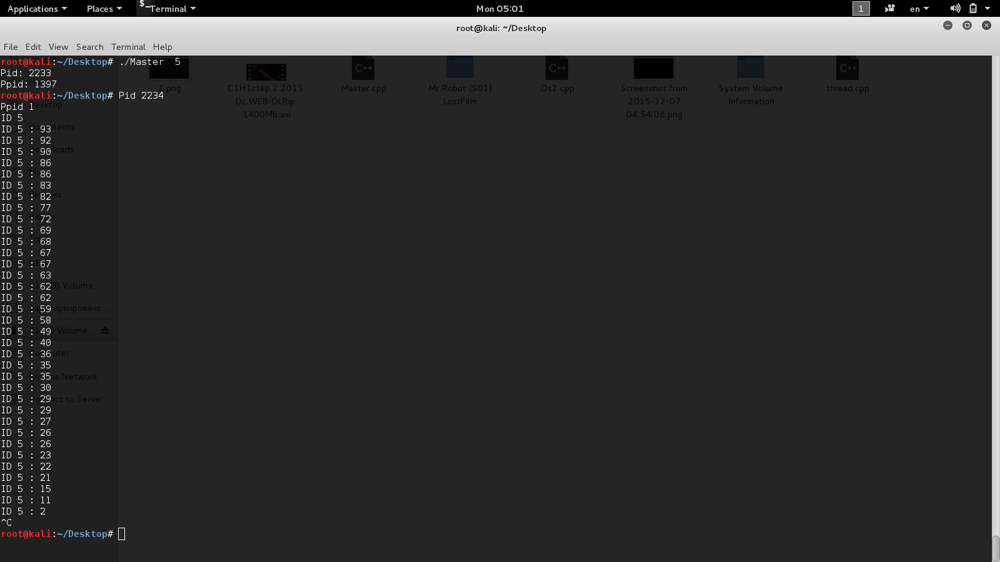 Applications Places Terminal Mon 05:01 1 en
root@kali: ~/Desktop
File Edit View Search Terminal Help
root@kali:~/Desktop# ./Master  5
Pid: 2233
Ppid: 1397
root@kali:~/Desktop# Pid 2234
Ppid 1
ID 5
ID 5 : 93
ID 5 : 92
ID 5 : 90
ID 5 : 86
ID 5 : 86
ID 5 : 83
ID 5 : 82
ID 5 : 77
ID 5 : 72
ID 5 : 69
ID 5 : 68
ID 5 : 67
ID 5 : 67
ID 5 : 63
ID 5 : 62
ID 5 : 62
ID 5 : 59
ID 5 : 58
ID 5 : 49
ID 5 : 40
ID 5 : 36
ID 5 : 35
ID 5 : 35
ID 5 : 30
ID 5 : 29
ID 5 : 29
ID 5 : 27
ID 5 : 26
ID 5 : 26
ID 5 : 23
ID 5 : 22
ID 5 : 21
ID 5 : 15
ID 5 : 11
ID 5 : 2
^C
root@kali:~/Desktop#
1.png
C1H1ctep.2.2015.
Dc.WEB-DLRip.
1400Mb.avi
C++
Master.cpp
Mr.Robot (S01)
LostFilm
C++
Os2.cpp
Screenshot from
2015-12-07
04:54:08.png
System Volume
Information
C++
thread.cpp
Volume
Volume
Network
to Server